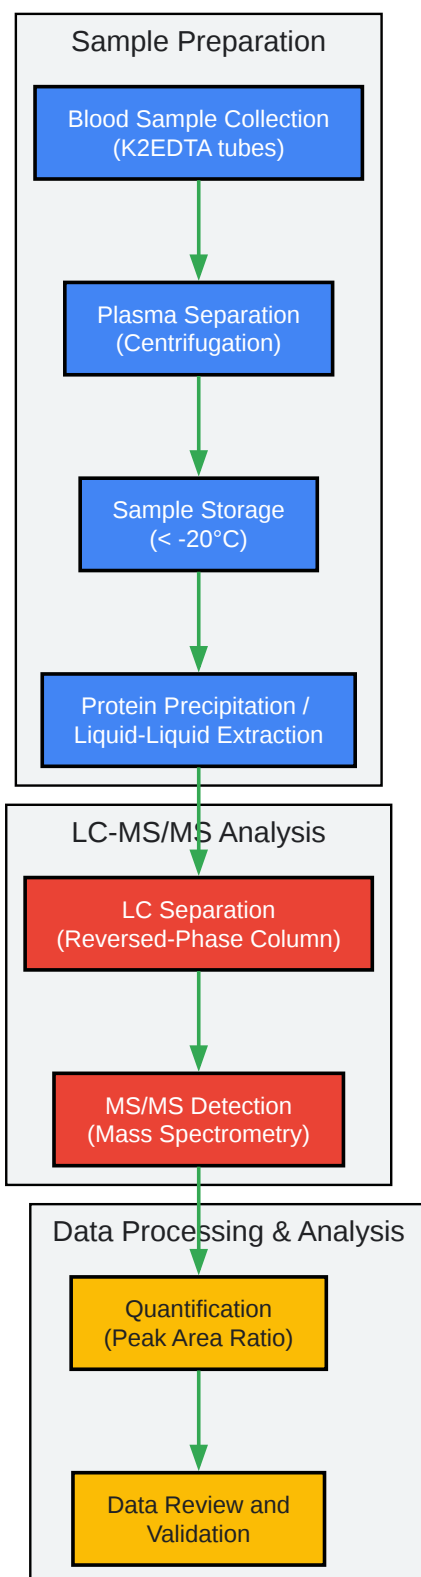 Sample Preparation
Blood Sample Collection
(K2EDTA tubes)
Plasma Separation
(Centrifugation)
Sample Storage
(< -20°C)
Protein Precipitation /
Liquid-Liquid Extraction
LC-MS/MS Analysis
LC Separation
(Reversed-Phase Column)
MS/MS Detection
(Mass Spectrometry)
Data Processing & Analysis
Quantification
(Peak Area Ratio)
Data Review and
Validation